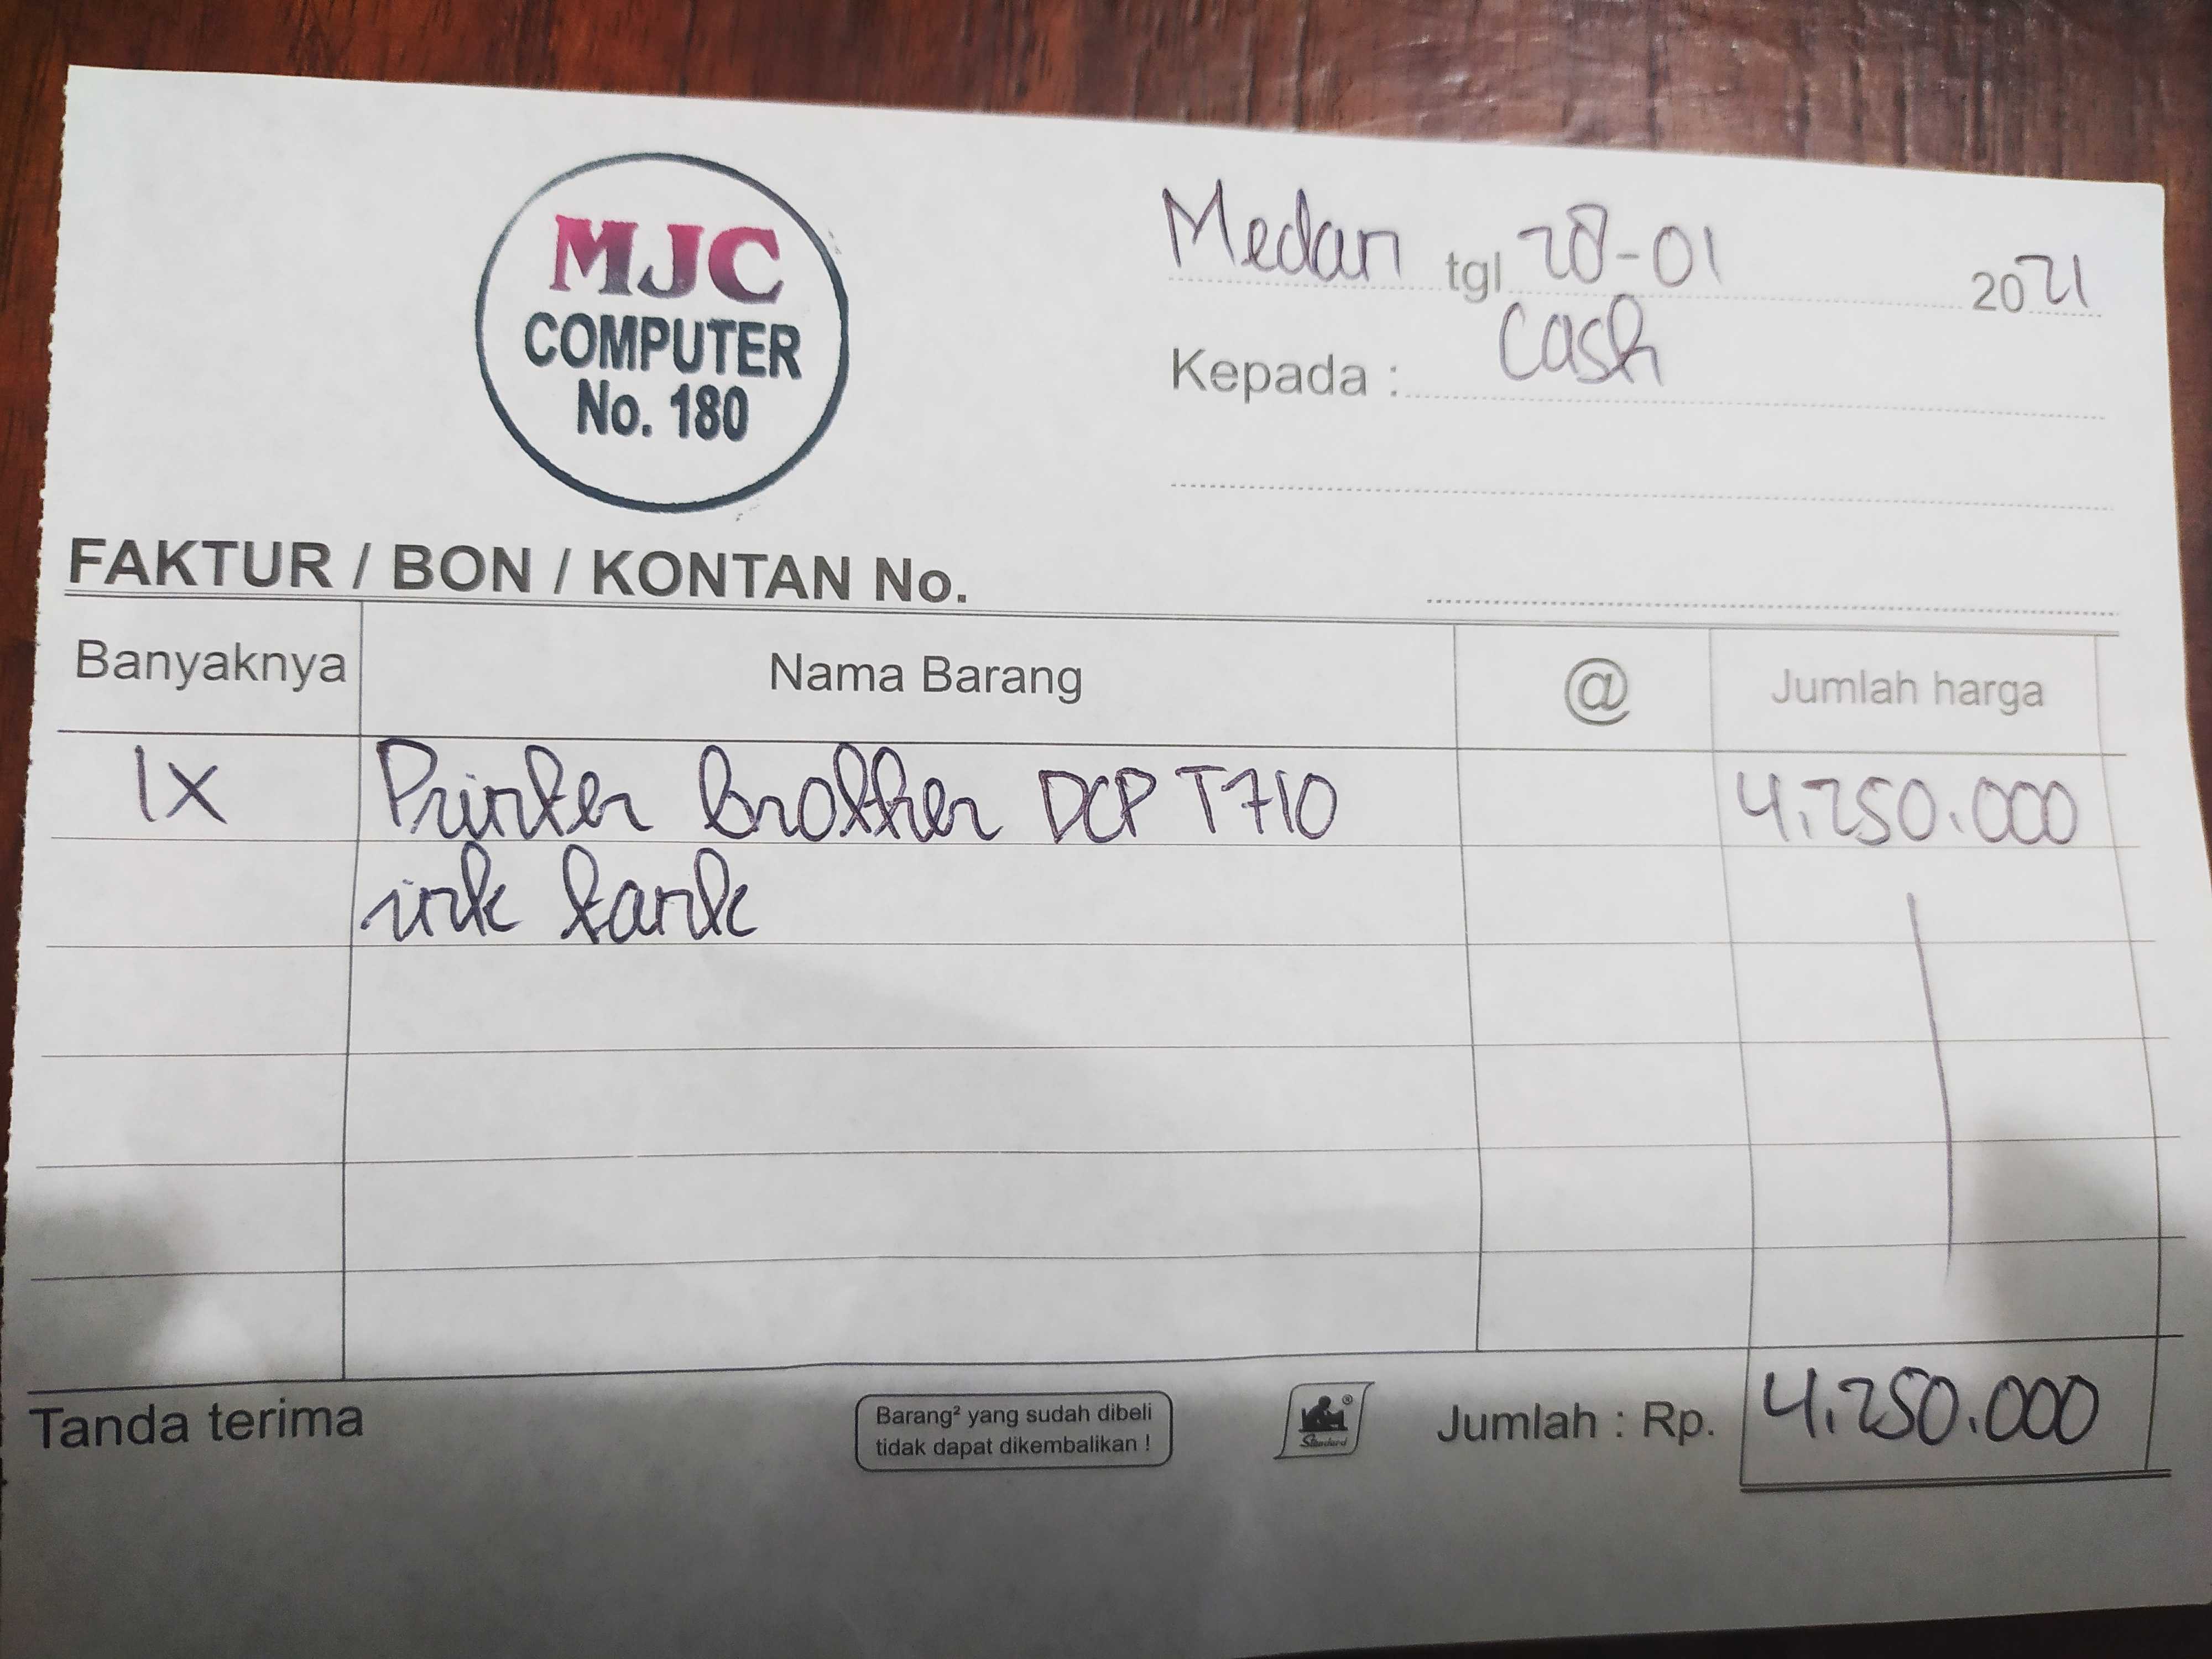 MJC
COMPUTER
No. 180
Medan tgl 28-01 2021
Kepada : Cash
FAKTUR / BON / KONTAN No.
Banyaknya Nama Barang @ Jumlah harga
1X Printer Brother DCP T710 4.250.000
ink tank
Tanda terima
Barang² yang sudah dibeli
tidak dapat dikembalikan !
®
Standard
Jumlah : Rp. 4.250.000